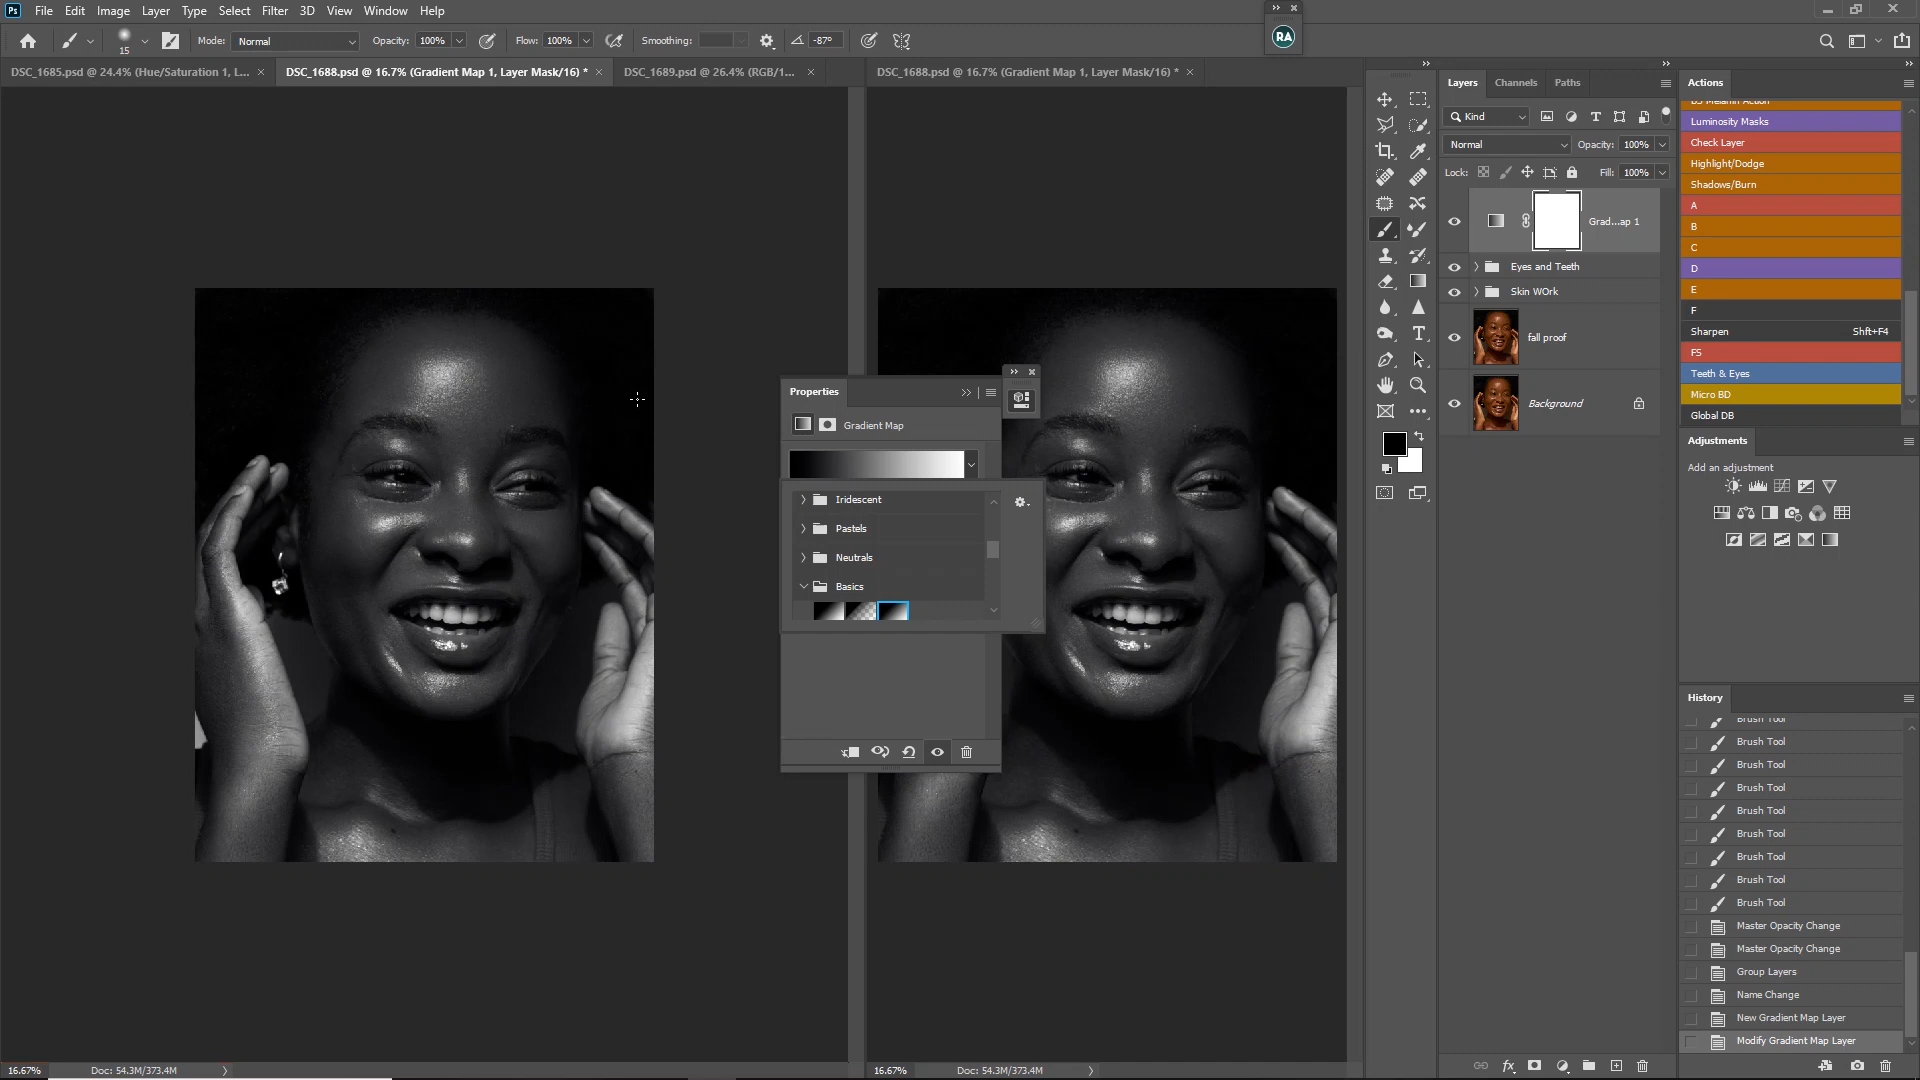 Ps File Edit Image Layer Type Select Filter 3D View Window Help
15 Mode: Normal Opacity: 100% Flow: 100% Smoothing: -87° RA
DSC_1685.psd @ 24.4% (Hue/Saturation 1, L... DSC_1688.psd @ 16.7% (Gradient Map 1, Layer Mask/16) * DSC_1689.psd @ 26.4% (RGB/1... DSC_1688.psd @ 16.7% (Gradient Map 1, Layer Mask/16) *
Properties
Gradient Map
Iridescent
Pastels
Neutrals
Basics
Layers Channels Paths
Kind
Normal Opacity: 100%
Lock: Fill: 100%
Grad...ap 1
Eyes and Teeth
Skin WOrk
fall proof
Background
Actions
Luminosity Masks
Check Layer
Highlight/Dodge
Shadows/Burn
A
B
C
D
E
F
Sharpen Shft+F4
FS
Teeth & Eyes
Micro BD
Global DB
Adjustments
Add an adjustment
History
Brush Tool
Brush Tool
Brush Tool
Brush Tool
Brush Tool
Brush Tool
Brush Tool
Brush Tool
Brush Tool
Master Opacity Change
Master Opacity Change
Group Layers
Name Change
New Gradient Map Layer
Modify Gradient Map Layer
16.67% Doc: 54.3M/373.4M 16.67% Doc: 54.3M/373.4M